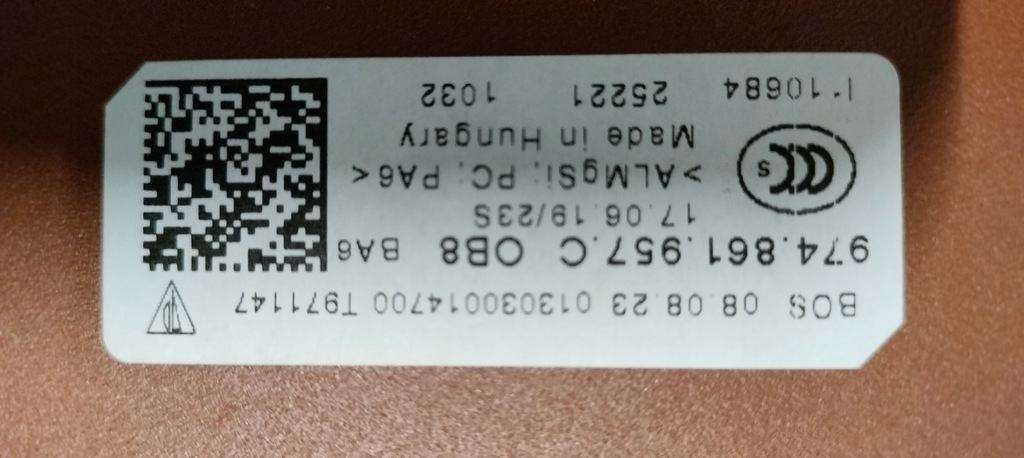 BOS 08.08.23 013030014700 T971147
974.861.957.C OB8 BA6
17.06.19/23S
>ALMgSi; PC; PA6<
Made in Hungary
CCC S
I'10684 25221 1032